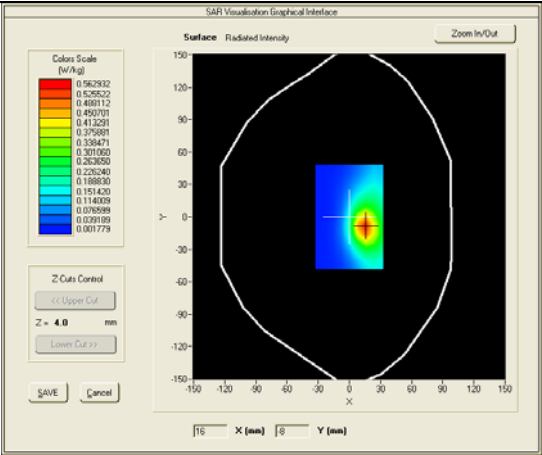 SAR Visualisation Graphical Interface
Surface Radiated Intensity
Zoom In/Out
Colors Scale
(W/kg)
0.562932
0.525522
0.488112
0.450701
0.413291
0.375881
0.338471
0.301060
0.263650
0.226240
0.188830
0.151420
0.114009
0.076599
0.039189
0.001779
150
120
90
60
30
0
-30
-60
-90
-120
-150
Y
-150 -120 -90 -60 -30 0 30 60 90 120 150
X
Z-Cuts Control
<< Upper Cut
Z = 4.0 mm
Lower Cut >>
SAVE Cancel
16 X (mm) -8 Y (mm)